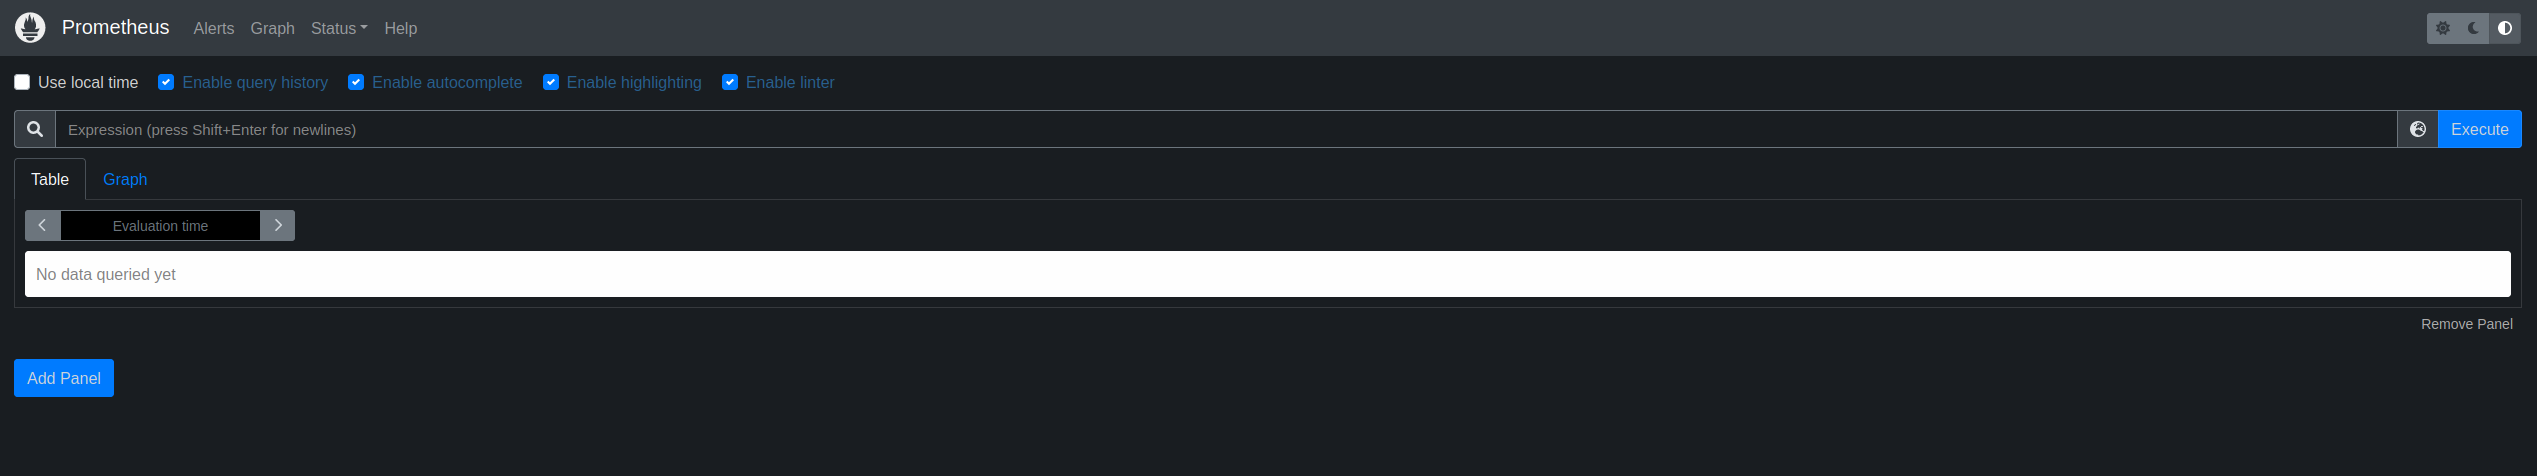 Prometheus Alerts Graph Status Help
Use local time Enable query history Enable autocomplete Enable highlighting Enable linter
Expression (press Shift+Enter for newlines) Execute
Table Graph
Evaluation time
No data queried yet
Remove Panel
Add Panel